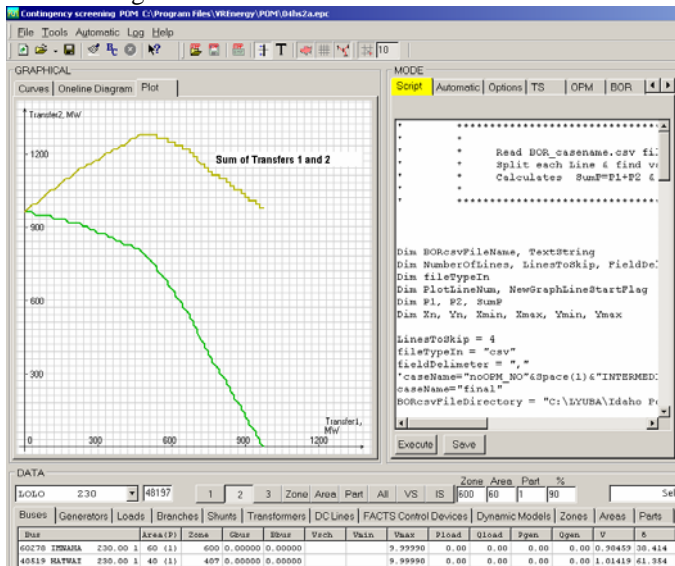 Contingency screening POM C:\Program Files\VREnergy\POM\04hs2a.epc
File Tools Automatic Log Help
10
GRAPHICAL
Curves Oneline Diagram Plot
Transfer2, MW
1200
900
600
300
Sum of Transfers 1 and 2
Transfer1, MW
0 300 600 900 1200
MODE
Script Automatic Options TS OPM BOR
' *********************************
' *
' * Read BOR_casename.csv fil
' * Split each Line & find v
' * Calculates SumP=P1+P2 &
' *
' *********************************
Dim BORcsvFileName, TextString
Dim NumberOfLines, LinesToSkip, FieldDel
Dim fileTypeIn
Dim PlotLineNum, NewGraphLineStartFlag
Dim P1, P2, SumP
Dim Xn, Yn, Xmin, Xmax, Ymin, Ymax
LinesToSkip = 4
fileTypeIn = "csv"
fieldDelimeter = ","
'caseName="noOPM_NO"&Space(1)&"INTERMEDI
caseName="final"
BORcsvFileDirectory = "C:\LYUBA\Idaho P
Execute Save
DATA
LOLO 230 48197 1 2 3 Zone Area Part All VS IS
Zone Area Part %
600 60 1 90
Sel
Buses Generators Loads Branches Shunts Transformers DC Lines FACTS Control Devices Dynamic Models Zones Areas Parts
Bus Area(P) Zone Gbus Bbus Vsch Vmin Vmax Pload Qload Pgen Qgen V δ
60278 IMNAHA 230.00 1 60 (1) 600 0.00000 0.00000 9.99990 0.00 0.00 0.00 0.00 0.98459 38.414
40519 HATWAI 230.00 1 40 (1) 407 0.00000 0.00000 9.99990 0.00 0.00 0.00 0.00 1.01419 61.354